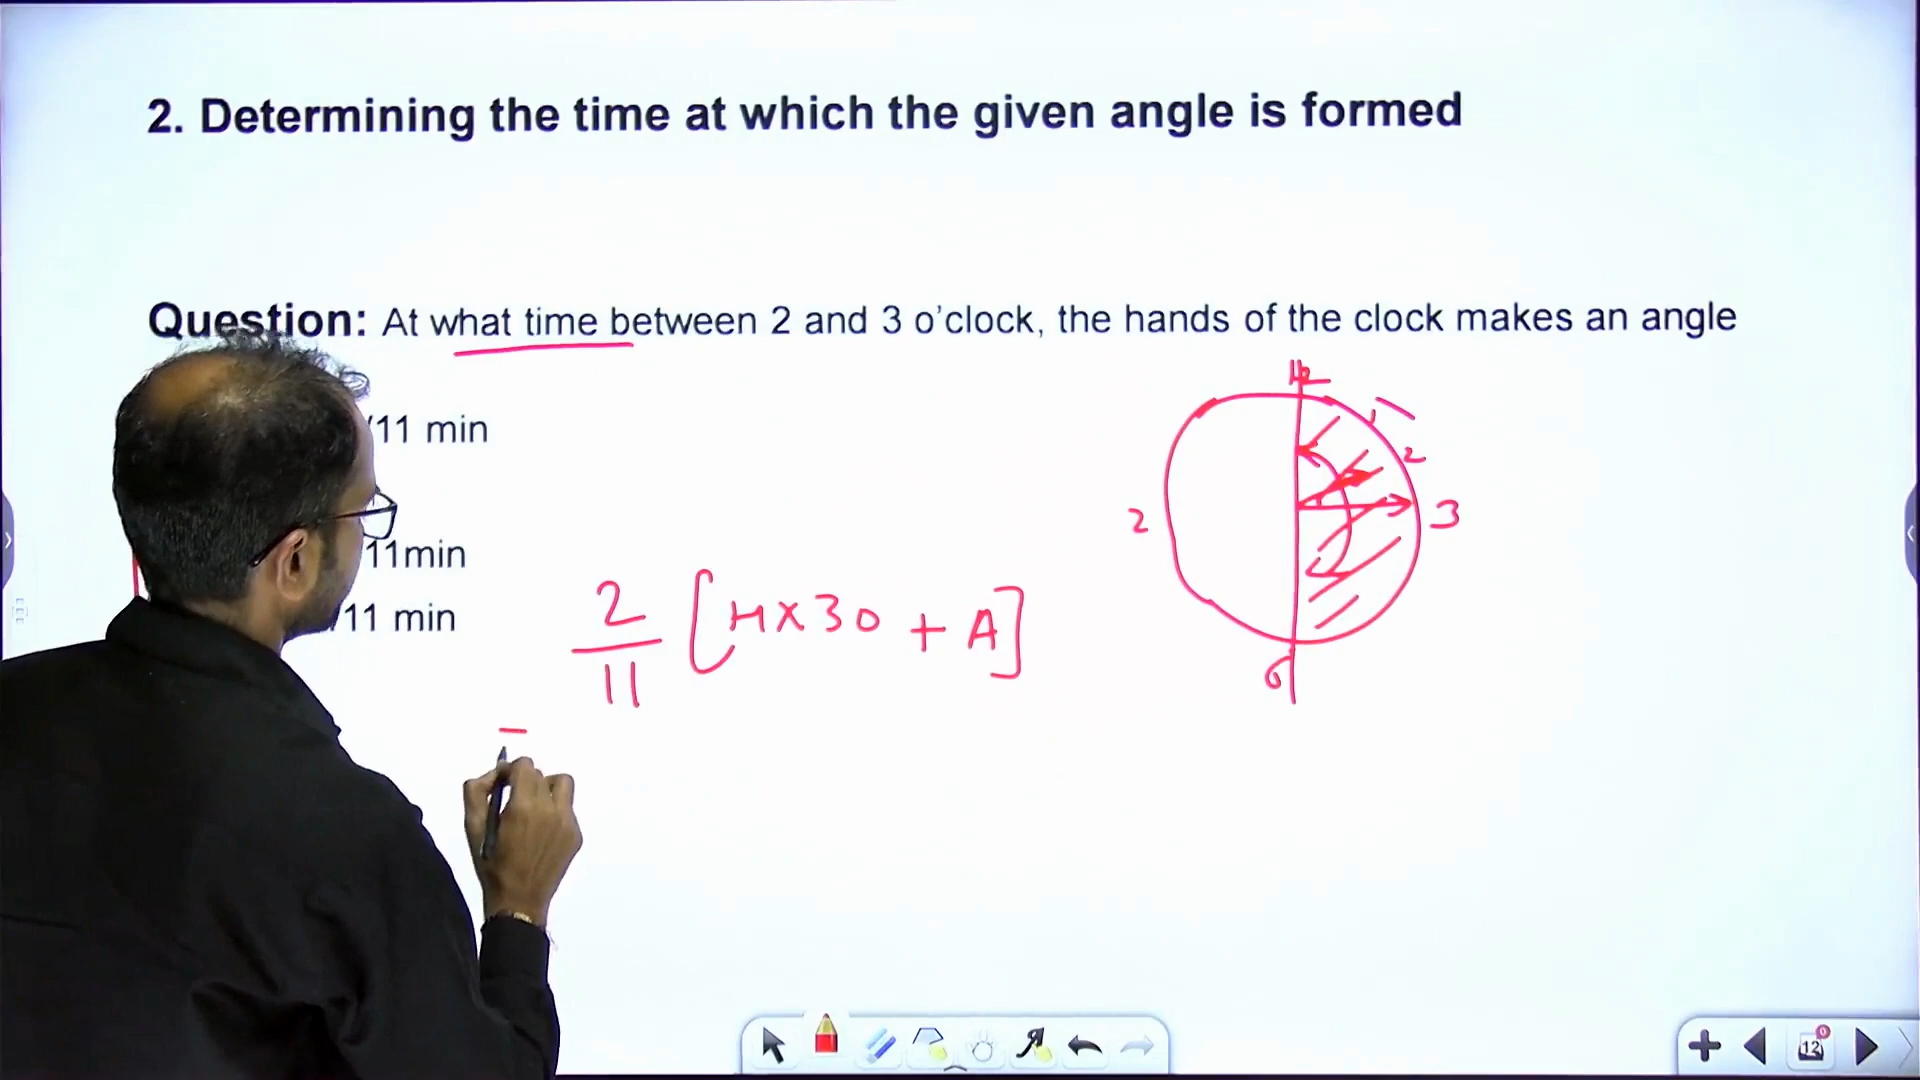 2. Determining the time at which the given angle is formed
Question: At what time between 2 and 3 o'clock, the hands of the clock makes an angle
/11 min
11min
/11 min
2/11 [H×30 + A]
12
1
2
3
2
6
12
0